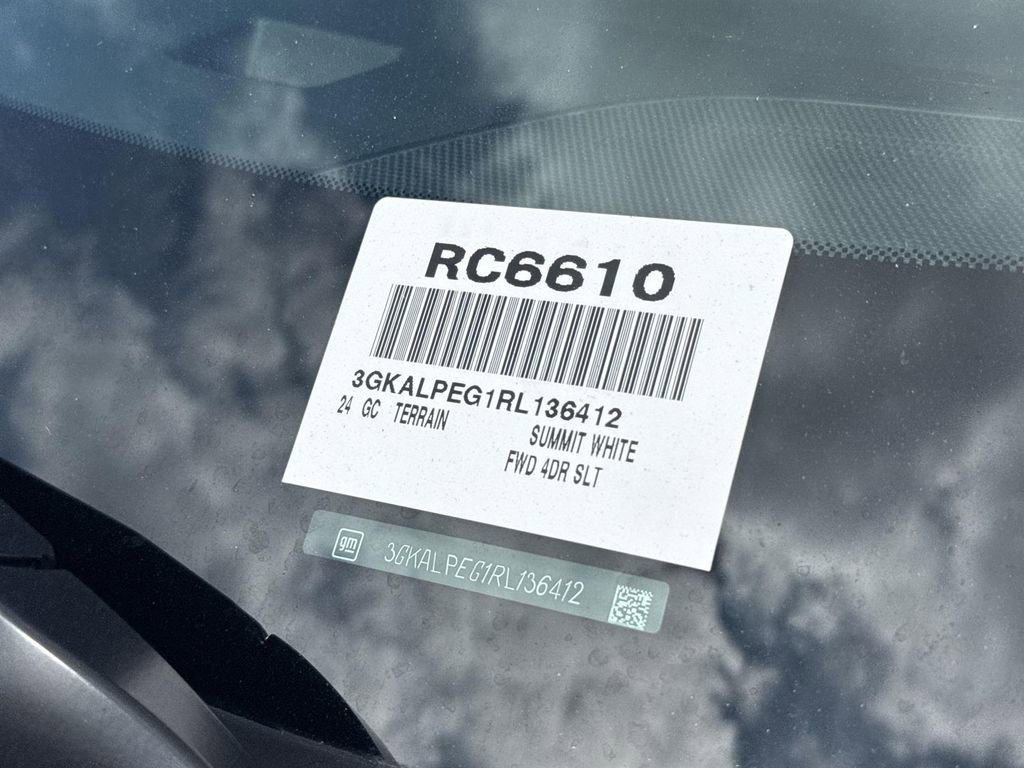 RC6610
3GKALPEG1RL136412
24 GC TERRAIN
SUMMIT WHITE
FWD 4DR SLT
gm 3GKALPEG1RL136412